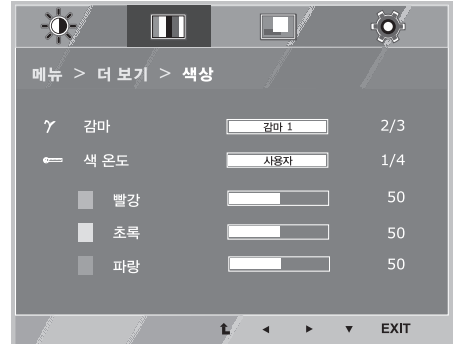 메뉴 > 더 보기 > 색상
γ 감마 감마 1 2/3
색 온도 사용자 1/4
빨강 50
초록 50
파랑 50
EXIT